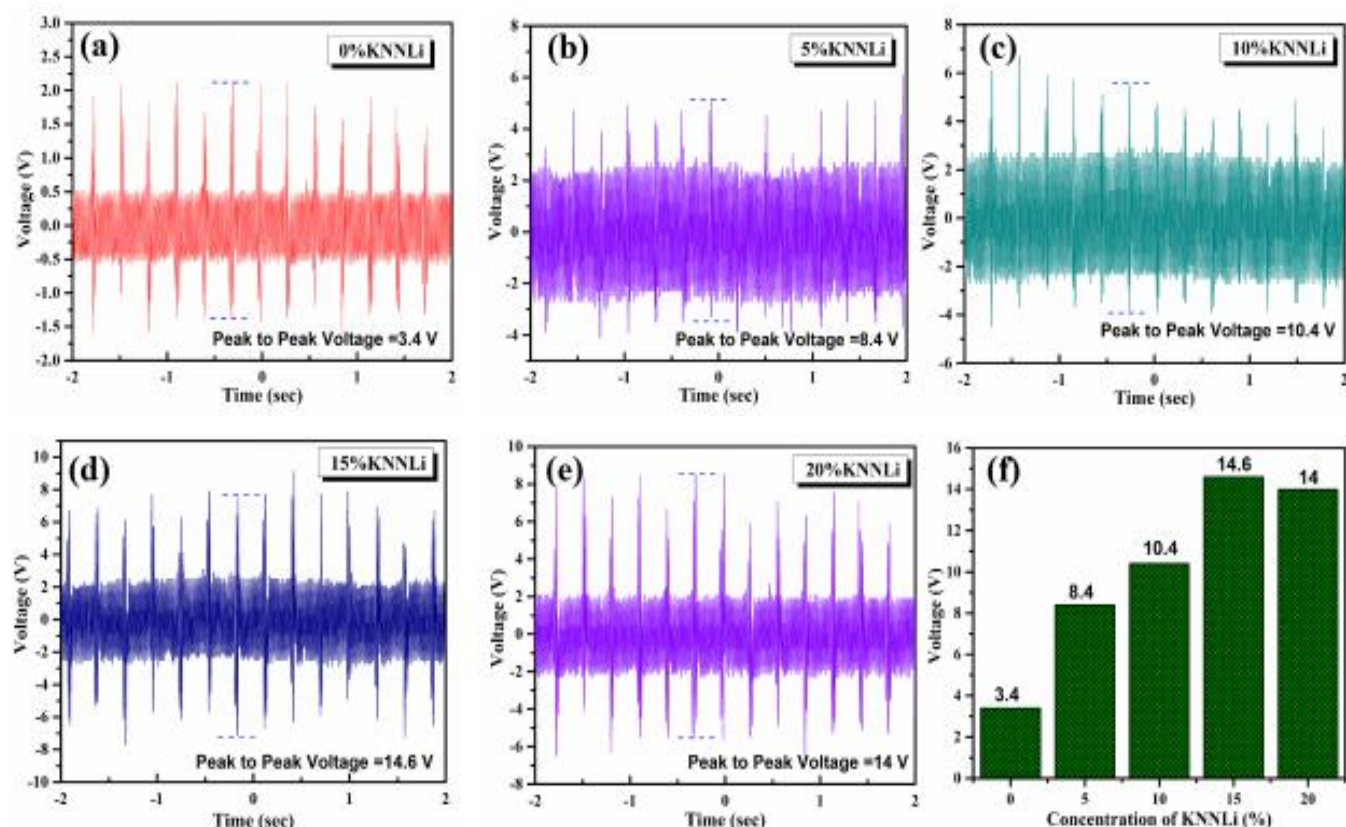 (a)
0%KNNLi
3.0
2.5
2.0
1.5
1.0
0.5
0.0
-0.5
-1.0
-1.5
-2.0
Voltage (V)
Peak to Peak Voltage =3.4 V
-2 -1 0 1 2
Time (sec)
(b)
5%KNNLi
8
6
4
2
0
-2
-4
Voltage (V)
Peak to Peak Voltage =8.4 V
-2 -1 0 1 2
Time (sec)
(c)
10%KNNLi
8
6
4
2
0
-2
-4
-6
Voltage (V)
Peak to Peak Voltage =10.4 V
-2 -1 0 1 2
Time (sec)
(d)
15%KNNLi
10
8
6
4
2
0
-2
-4
-6
-8
-10
Voltage (V)
Peak to Peak Voltage =14.6 V
-2 -1 0 1 2
Time (sec)
(e)
20%KNNLi
10
8
6
4
2
0
-2
-4
-6
-8
Voltage (V)
Peak to Peak Voltage =14 V
-2 -1 0 1 2
Time (sec)
(f)
16
14
12
10
8
6
4
2
0
Voltage (V)
3.4
8.4
10.4
14.6
14
0 5 10 15 20
Concentration of KNNLi (%)